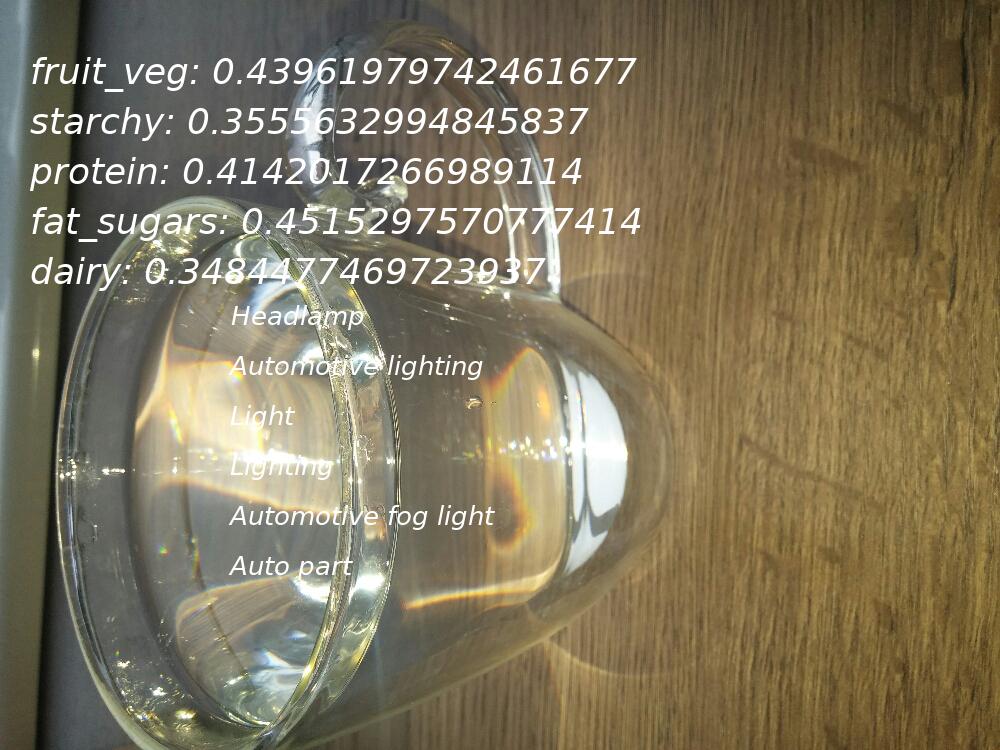 fruit_veg: 0.43961979742461677
starchy: 0.3555632994845837
protein: 0.4142017266989114
fat_sugars: 0.4515297570777414
dairy: 0.3484477469723937
Headlamp
Automotive lighting
Light
Lighting
Automotive fog light
Auto part